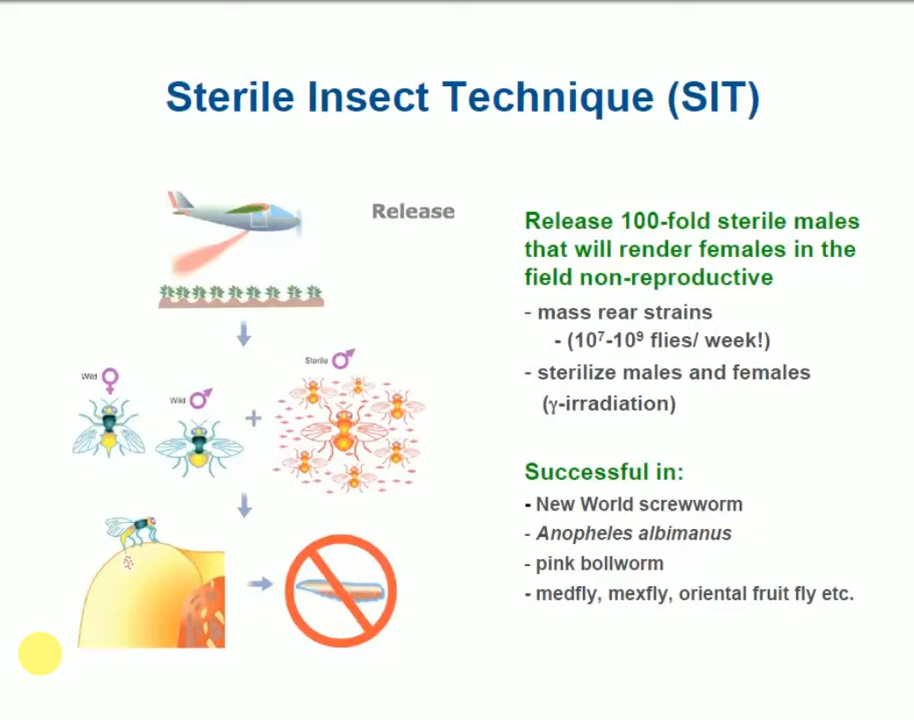 Sterile Insect Technique (SIT)
Release
Release 100-fold sterile males
that will render females in the
field non-reproductive
- mass rear strains
- (10⁷-10⁹ flies/ week!)
- sterilize males and females
(γ-irradiation)
Wild ♀
Wild ♂
+
Sterile ♂
Successful in:
- New World screwworm
- Anopheles albimanus
- pink bollworm
- medfly, mexfly, oriental fruit fly etc.